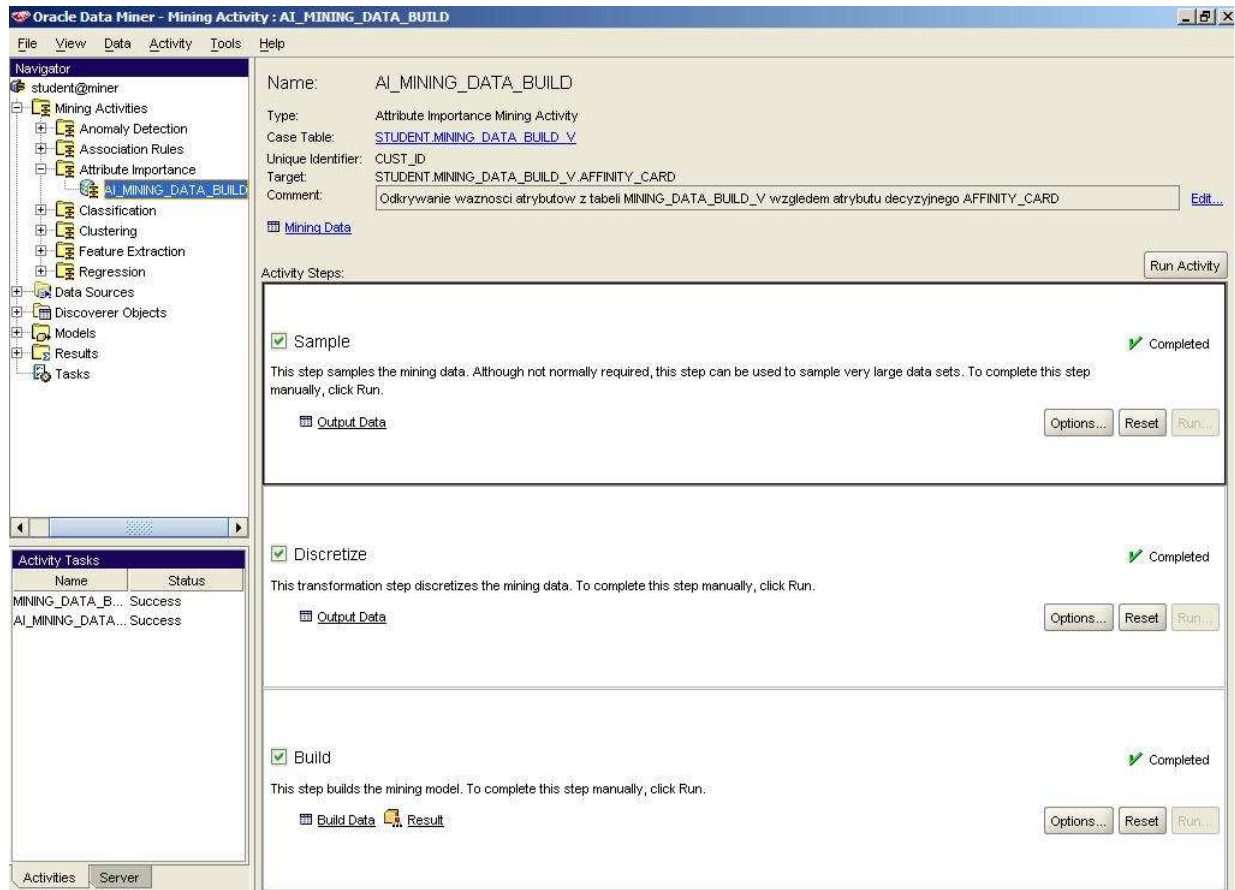 Oracle Data Miner - Mining Activity : AI_MINING_DATA_BUILD
File View Data Activity Tools Help
Navigator
student@miner
Mining Activities
Anomaly Detection
Association Rules
Attribute Importance
AI_MINING_DATA_BUILD
Classification
Clustering
Feature Extraction
Regression
Data Sources
Discoverer Objects
Models
Results
Tasks
Activity Tasks
Name Status
MINING_DATA_B... Success
AI_MINING_DATA... Success
Activities Server
Name: AI_MINING_DATA_BUILD
Type: Attribute Importance Mining Activity
Case Table: STUDENT.MINING_DATA_BUILD_V
Unique Identifier: CUST_ID
Target: STUDENT.MINING_DATA_BUILD_V.AFFINITY_CARD
Comment: Odkrywanie waznosci atrybutow z tabeli MINING_DATA_BUILD_V wzgledem atrybutu decyzyjnego AFFINITY_CARD Edit...
Mining Data
Activity Steps: Run Activity
Sample Completed
This step samples the mining data. Although not normally required, this step can be used to sample very large data sets. To complete this step
manually, click Run.
Output Data Options... Reset Run...
Discretize Completed
This transformation step discretizes the mining data. To complete this step manually, click Run.
Output Data Options... Reset Run...
Build Completed
This step builds the mining model. To complete this step manually, click Run.
Build Data Result Options... Reset Run...